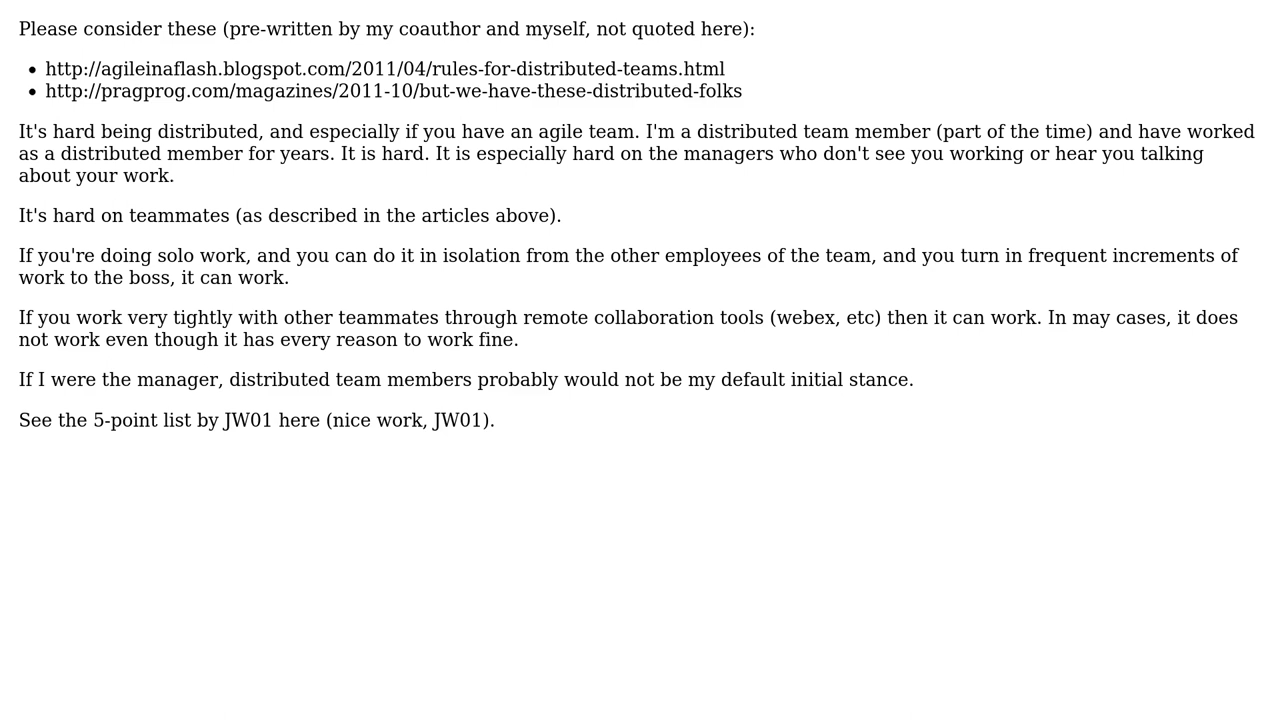 Please consider these (pre-written by my coauthor and myself, not quoted here):
• http://agileinaflash.blogspot.com/2011/04/rules-for-distributed-teams.html
• http://pragprog.com/magazines/2011-10/but-we-have-these-distributed-folks
It's hard being distributed, and especially if you have an agile team. I'm a distributed team member (part of the time) and have worked
as a distributed member for years. It is hard. It is especially hard on the managers who don't see you working or hear you talking
about your work.
It's hard on teammates (as described in the articles above).
If you're doing solo work, and you can do it in isolation from the other employees of the team, and you turn in frequent increments of
work to the boss, it can work.
If you work very tightly with other teammates through remote collaboration tools (webex, etc) then it can work. In may cases, it does
not work even though it has every reason to work fine.
If I were the manager, distributed team members probably would not be my default initial stance.
See the 5-point list by JW01 here (nice work, JW01).